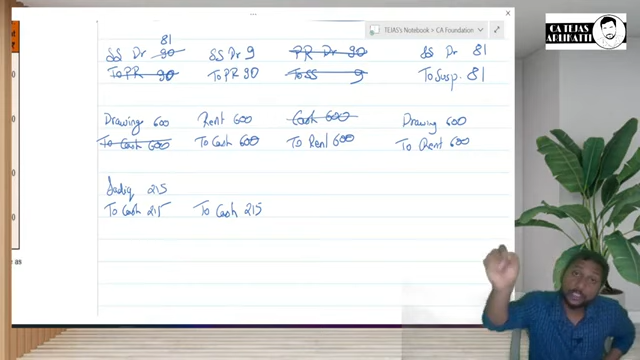 ...
TEJAS's Notebook > CA Foundation
CA TEJAS
81
SS Dr 90 SS Dr 9 PR Dr 90 SS Dr 81
To PR 90 To PR 90 To SS 9 To Susp. 81
Drawings 600 Rent 600 Cash 600 Drawing 600
To Cash 600 To Cash 600 To Rent 600 To Rent 600
Sadiq 215
To Cash 215 To Cash 215
85